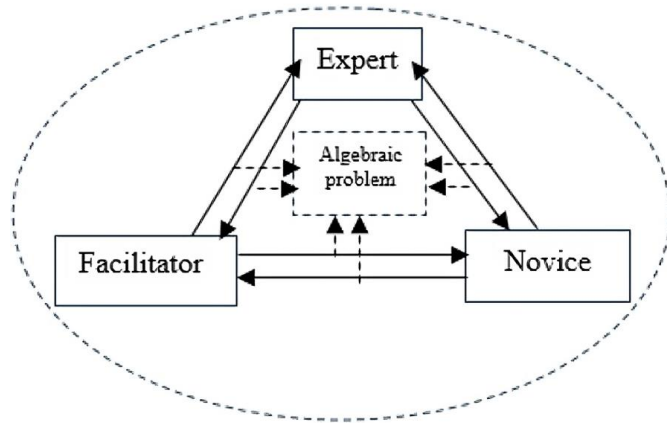 Expert
Algebraic
problem
Facilitator
Novice